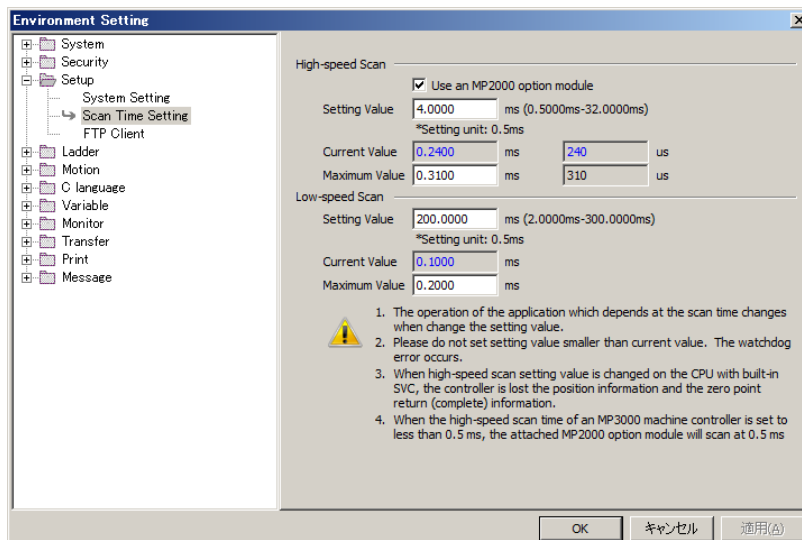 Environment Setting
System
Security
Setup
System Setting
Scan Time Setting
FTP Client
Ladder
Motion
C language
Variable
Monitor
Transfer
Print
Message
High-speed Scan
Use an MP2000 option module
Setting Value 4.0000 ms (0.5000ms-32.0000ms)
*Setting unit: 0.5ms
Current Value 0.2400 ms 240 us
Maximum Value 0.3100 ms 310 us
Low-speed Scan
Setting Value 200.0000 ms (2.0000ms-300.0000ms)
*Setting unit: 0.5ms
Current Value 0.1000 ms
Maximum Value 0.2000 ms
1. The operation of the application which depends at the scan time changes
when change the setting value.
2. Please do not set setting value smaller than current value. The watchdog
error occurs.
3. When high-speed scan setting value is changed on the CPU with built-in
SVC, the controller is lost the position information and the zero point
return (complete) information.
4. When the high-speed scan time of an MP3000 machine controller is set to
less than 0.5 ms, the attached MP2000 option module will scan at 0.5 ms
OK キャンセル 適用(A)